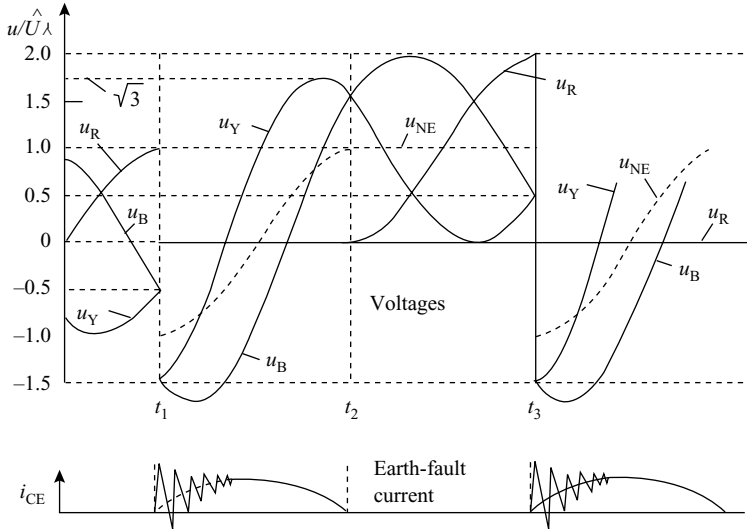 u/Û⅄
2.0
√3
1.5
u_R
u_Y
u_NE
u_R
1.0
u_NE
0.5
u_Y
u_B
u_R
0
−0.5
u_B
Voltages
u_Y
−1.0
u_B
−1.5
t_1
t_2
t_3
Earth-fault
current
i_CE